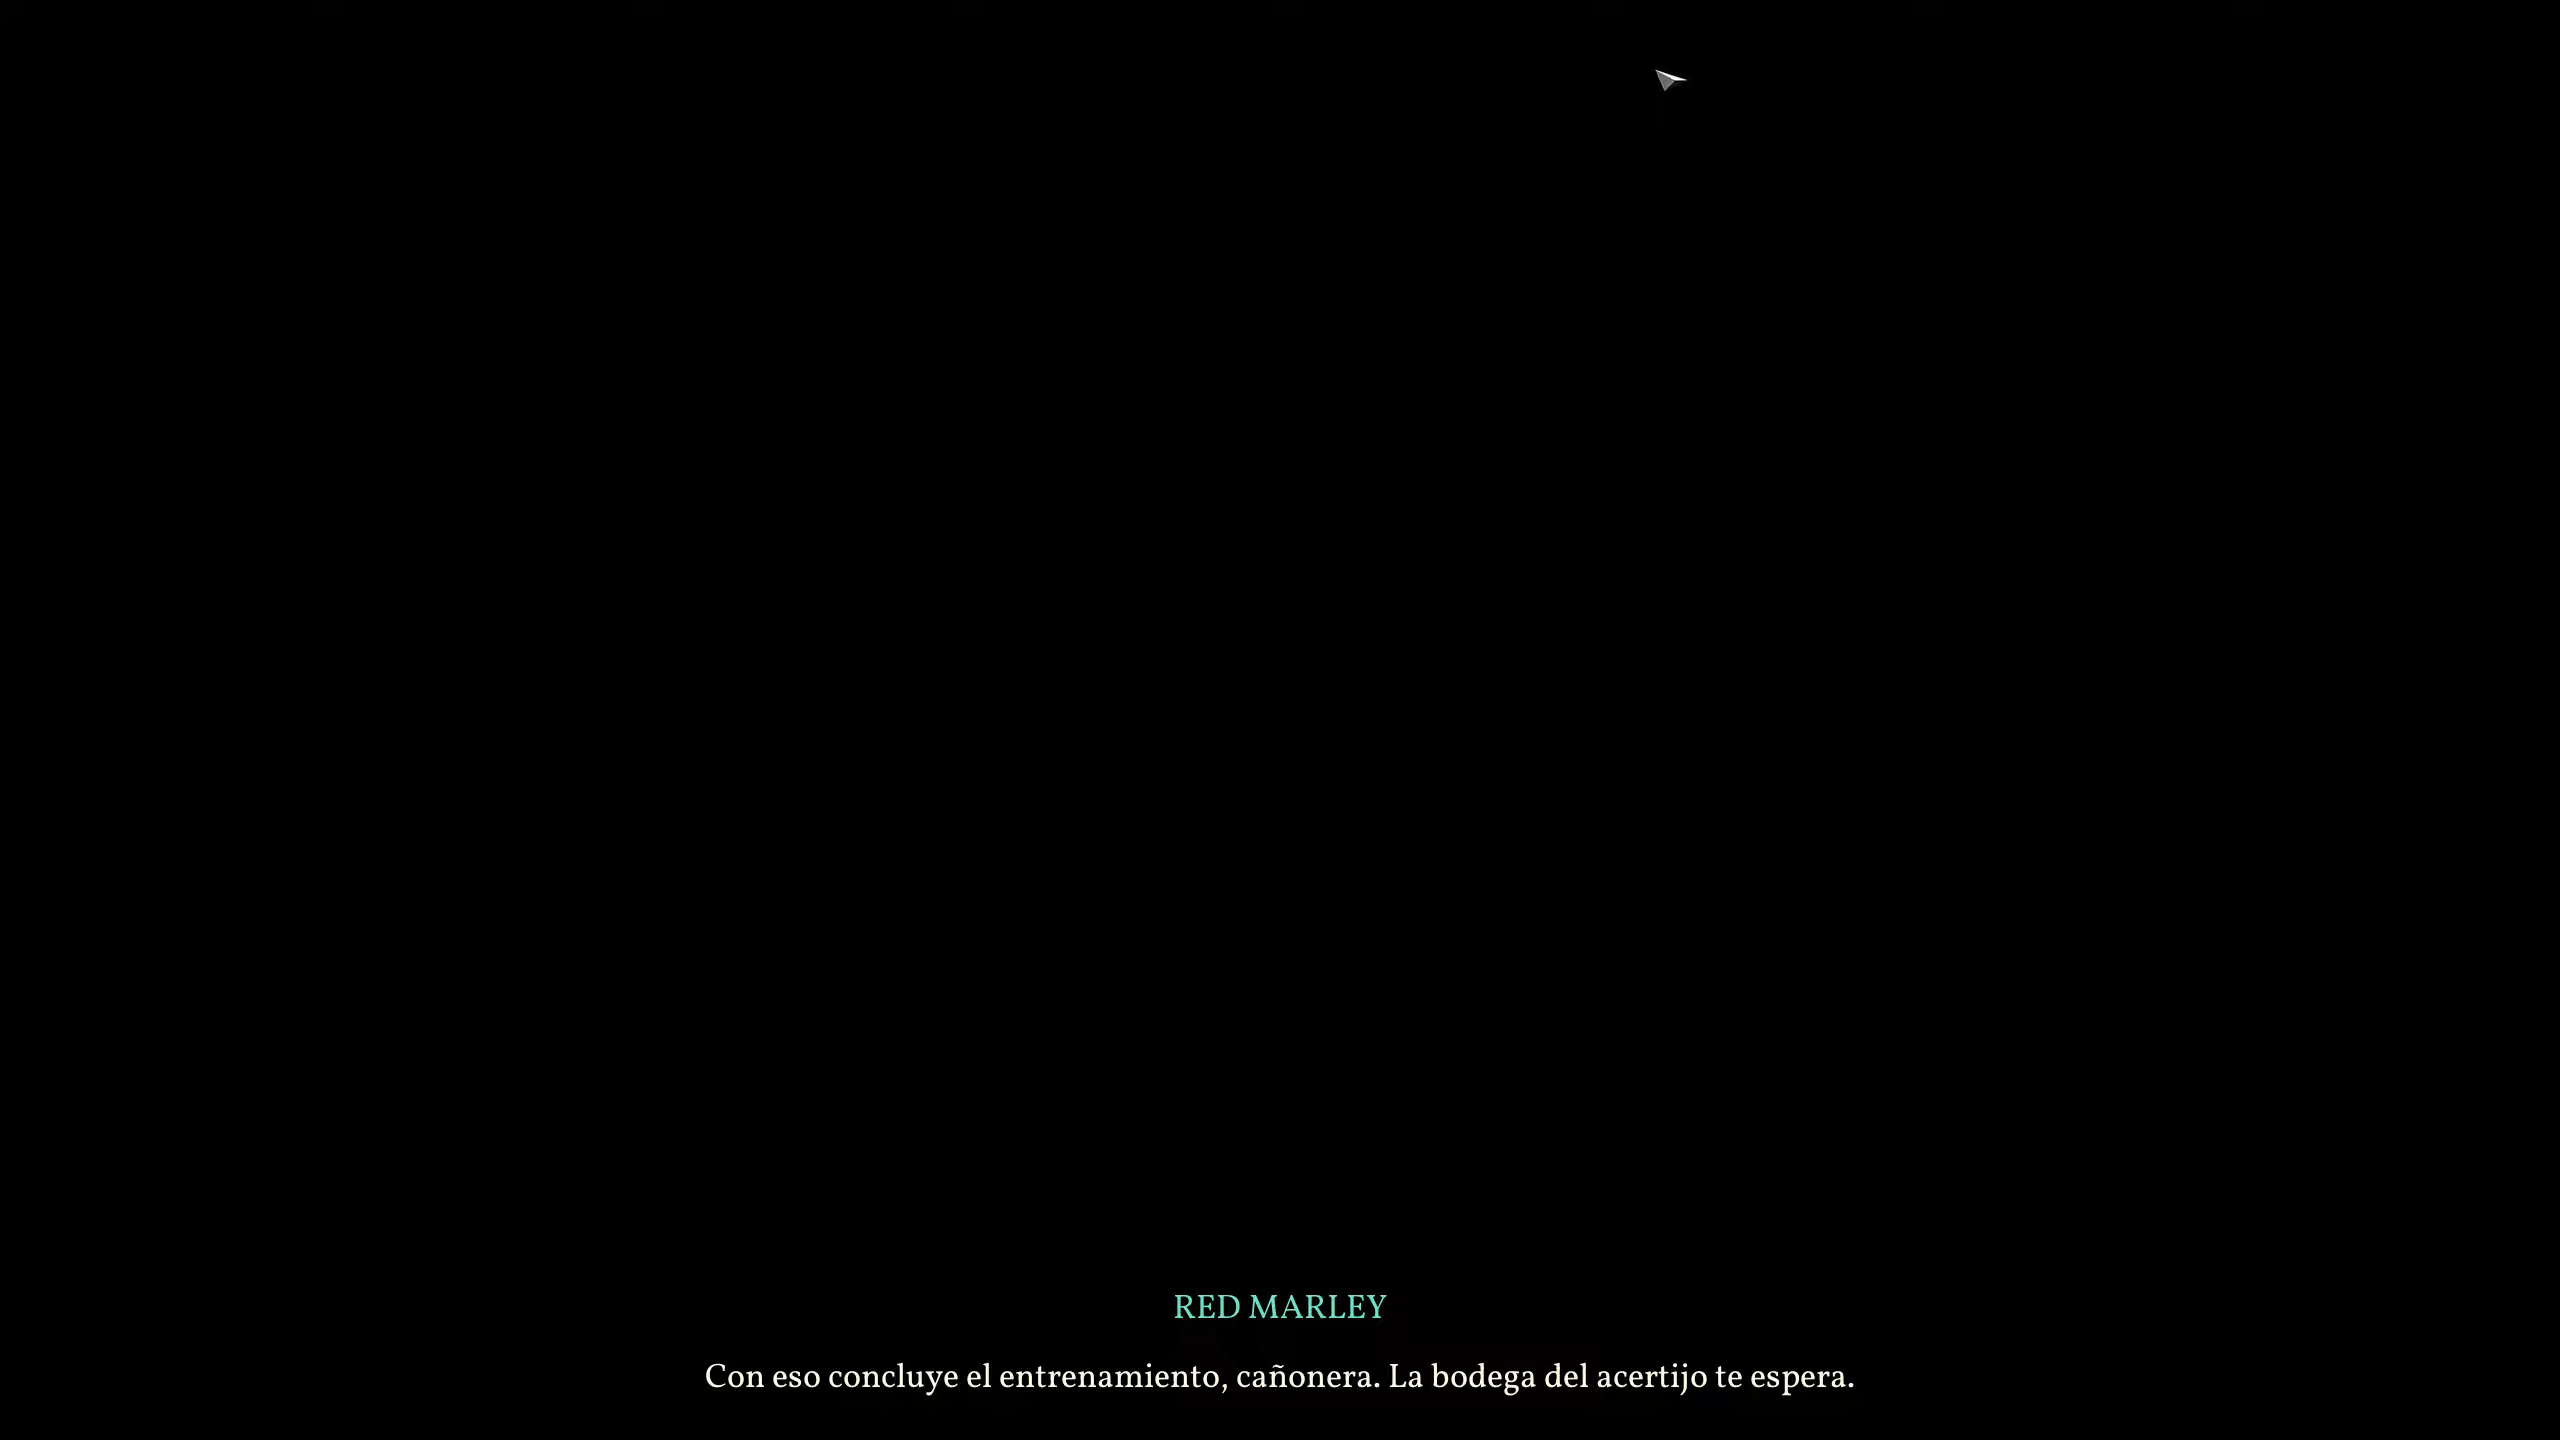 RED MARLEY
Con eso concluye el entrenamiento, cañonera. La bodega del acertijo te espera.